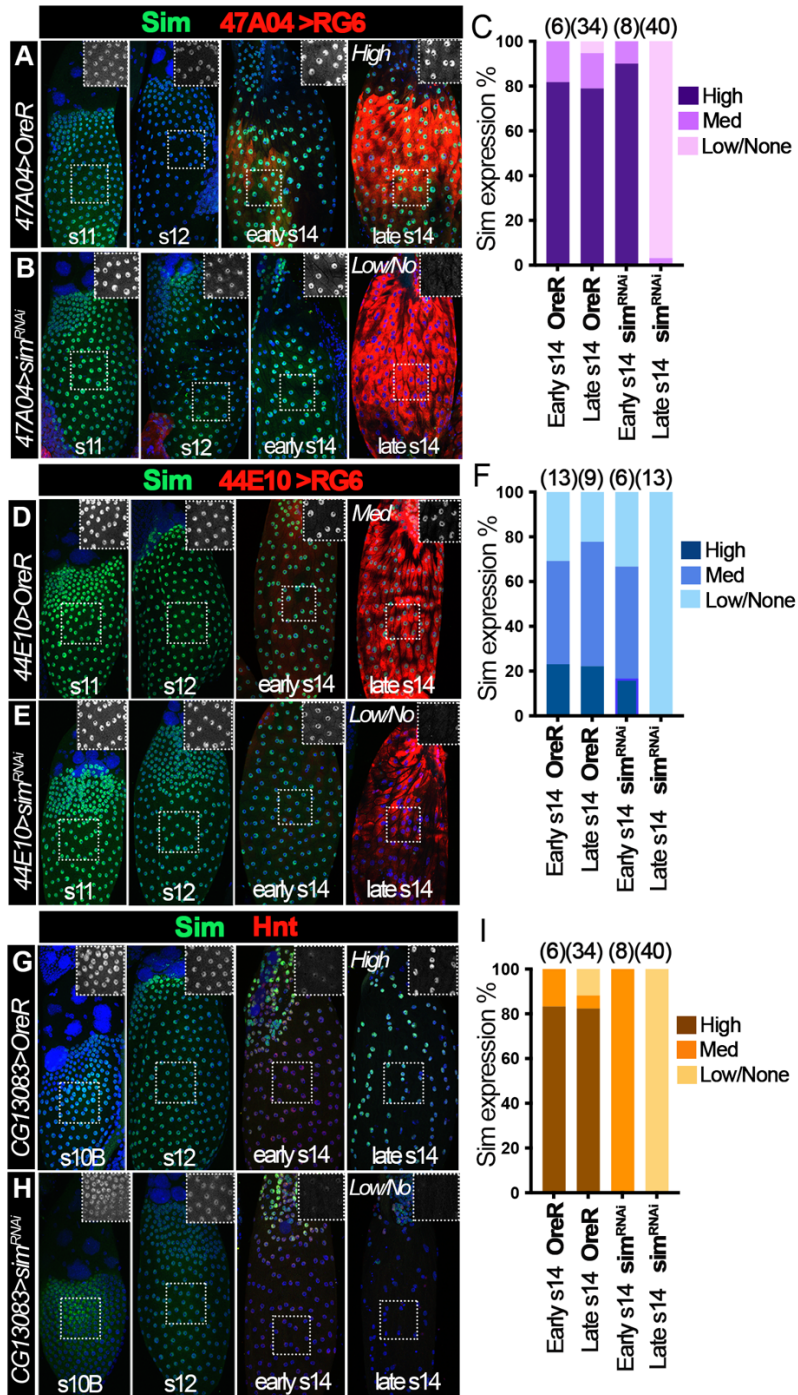 Sim 47A04 >RG6
A
47A04>OreR
High
s11
s12
early s14
late s14
B
47A04>sim^RNAi
Low/No
s11
s12
early s14
late s14
C
(6)(34) (8)(40)
100
80
60
40
20
0
Sim expression %
High
Med
Low/None
Early s14 OreR
Late s14 OreR
Early s14 sim^RNAi
Late s14 sim^RNAi
Sim 44E10 >RG6
D
44E10>OreR
Med
s11
s12
early s14
late s14
E
44E10>sim^RNAi
Low/No
s11
s12
early s14
late s14
F
(13) (9) (6)(13)
100
80
60
40
20
0
Sim expression %
High
Med
Low/None
Early s14 OreR
Late s14 OreR
Early s14 sim^RNAi
Late s14 sim^RNAi
Sim Hnt
G
CG13083>OreR
High
s10B
s12
early s14
late s14
H
CG13083>sim^RNAi
Low/No
s10B
s12
early s14
late s14
I
(6)(34) (8)(40)
100
80
60
40
20
0
Sim expression %
High
Med
Low/None
Early s14 OreR
Late s14 OreR
Early s14 sim^RNAi
Late s14 sim^RNAi